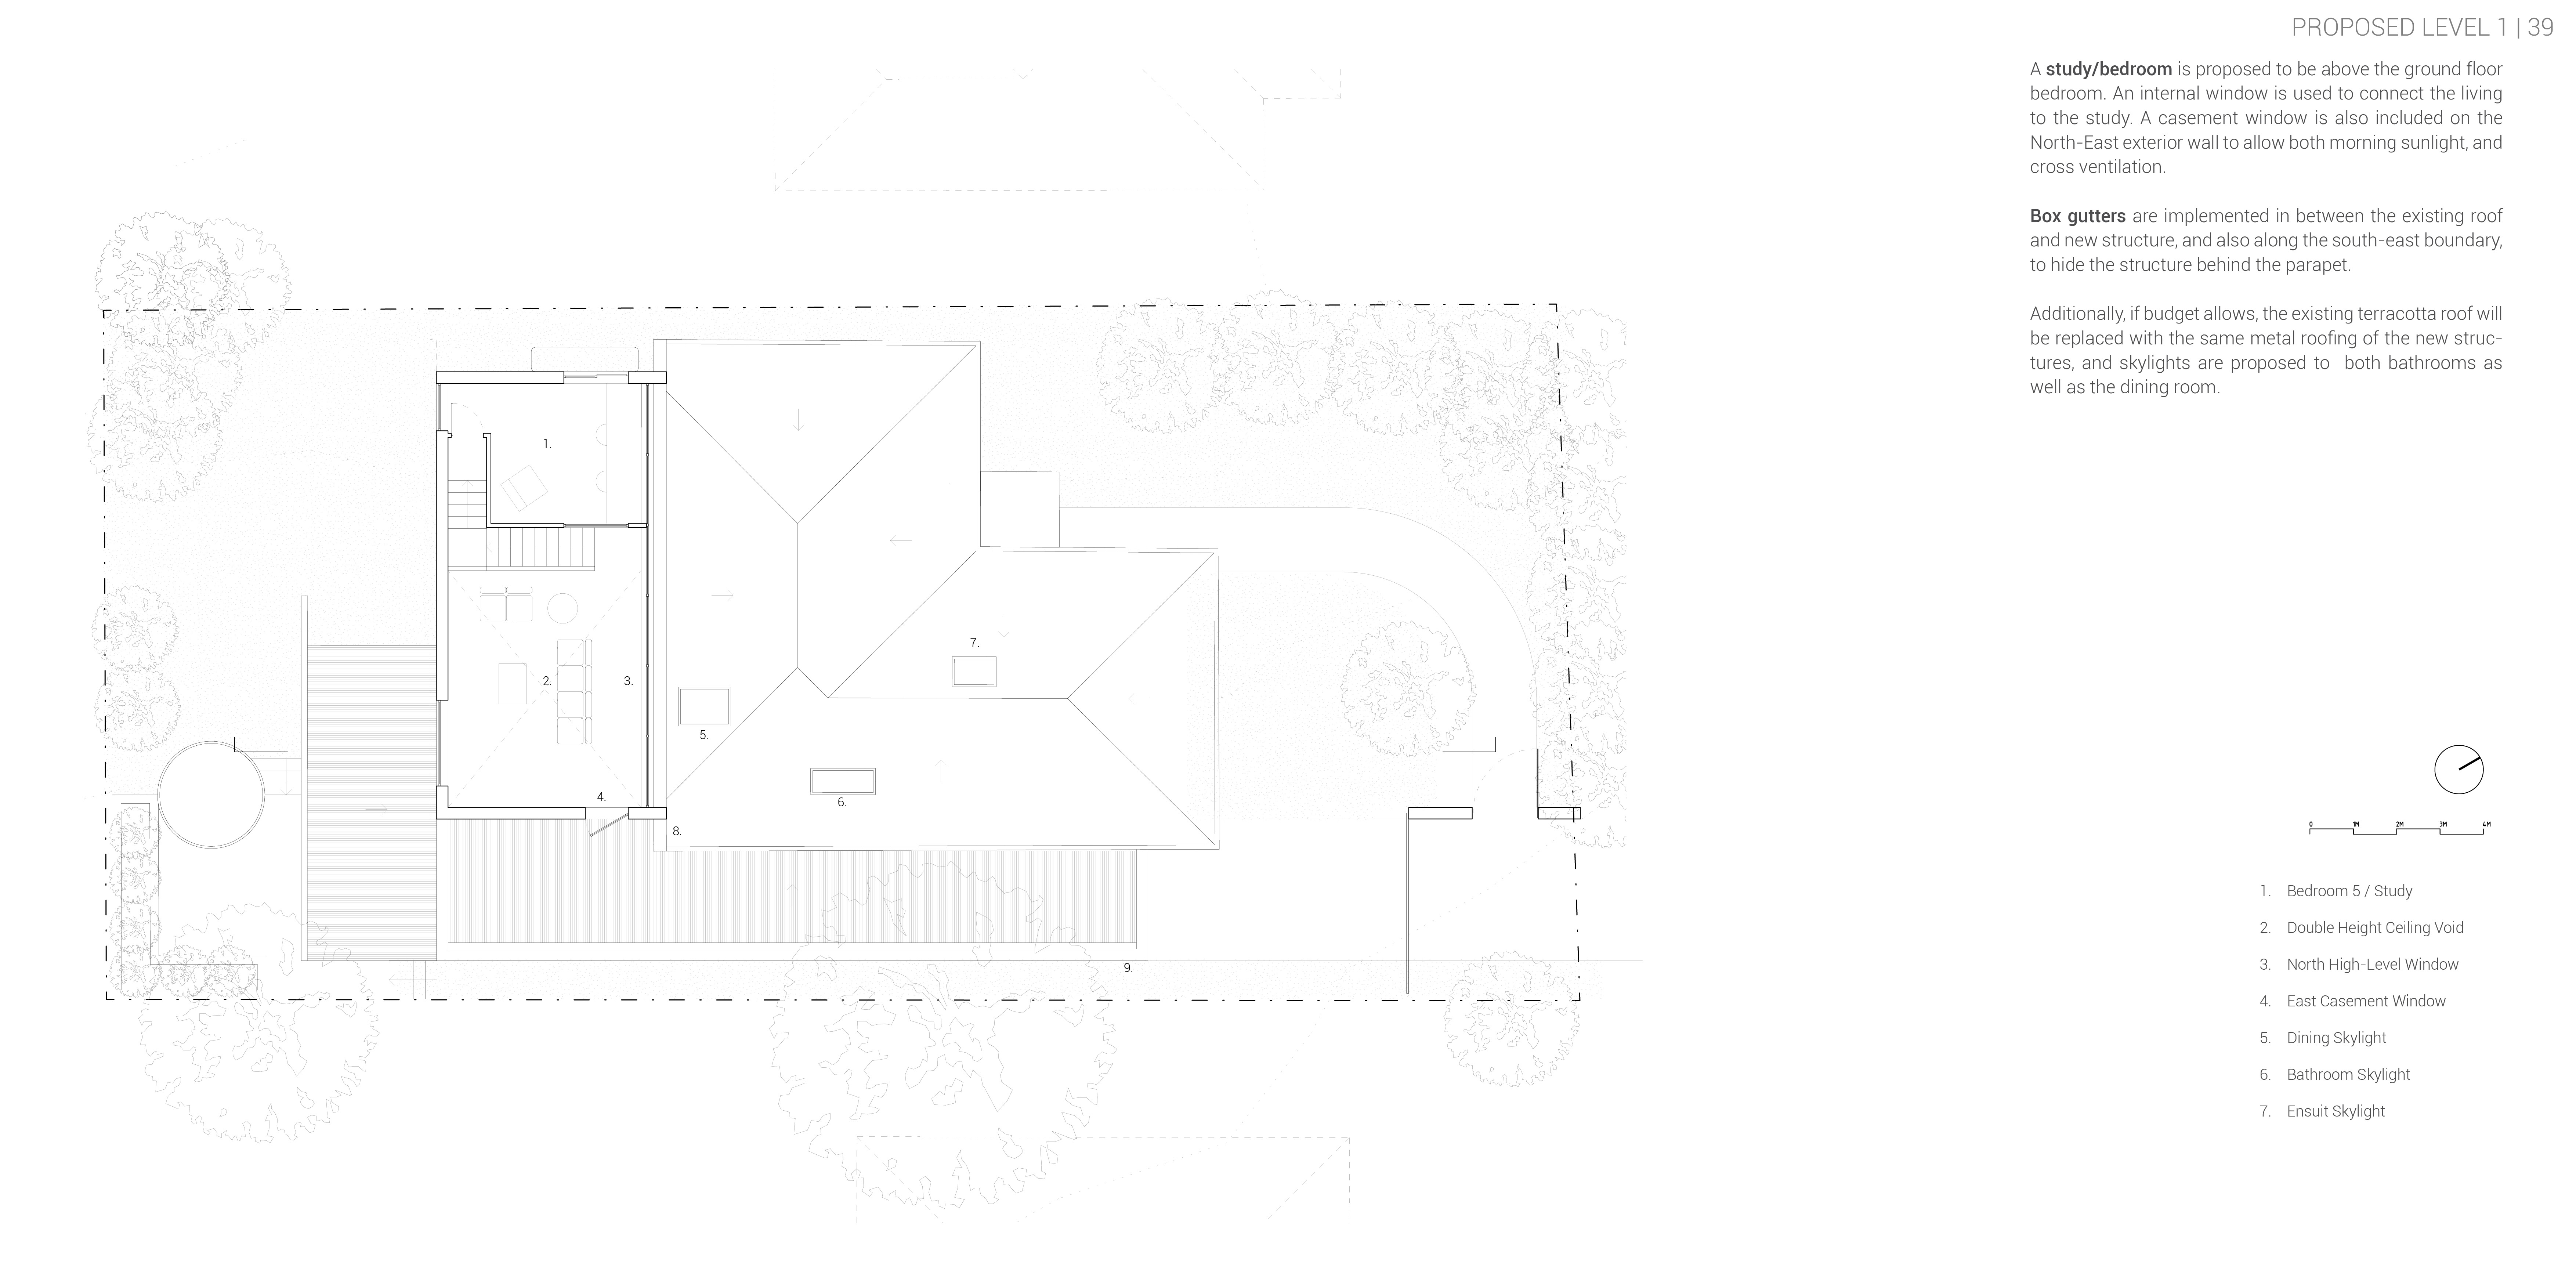 PROPOSED LEVEL 1 | 39
A study/bedroom is proposed to be above the ground floor
bedroom. An internal window is used to connect the living
to the study. A casement window is also included on the
North-East exterior wall to allow both morning sunlight, and
cross ventilation.
Box gutters are implemented in between the existing roof
and new structure, and also along the south-east boundary,
to hide the structure behind the parapet.
Additionally, if budget allows, the existing terracotta roof will
be replaced with the same metal roofing of the new struc-
tures, and skylights are proposed to both bathrooms as
well as the dining room.
1.
2.
3.
4.
5.
6.
7.
8.
9.
0 1M 2M 3M 4M
1. Bedroom 5 / Study
2. Double Height Ceiling Void
3. North High-Level Window
4. East Casement Window
5. Dining Skylight
6. Bathroom Skylight
7. Ensuit Skylight